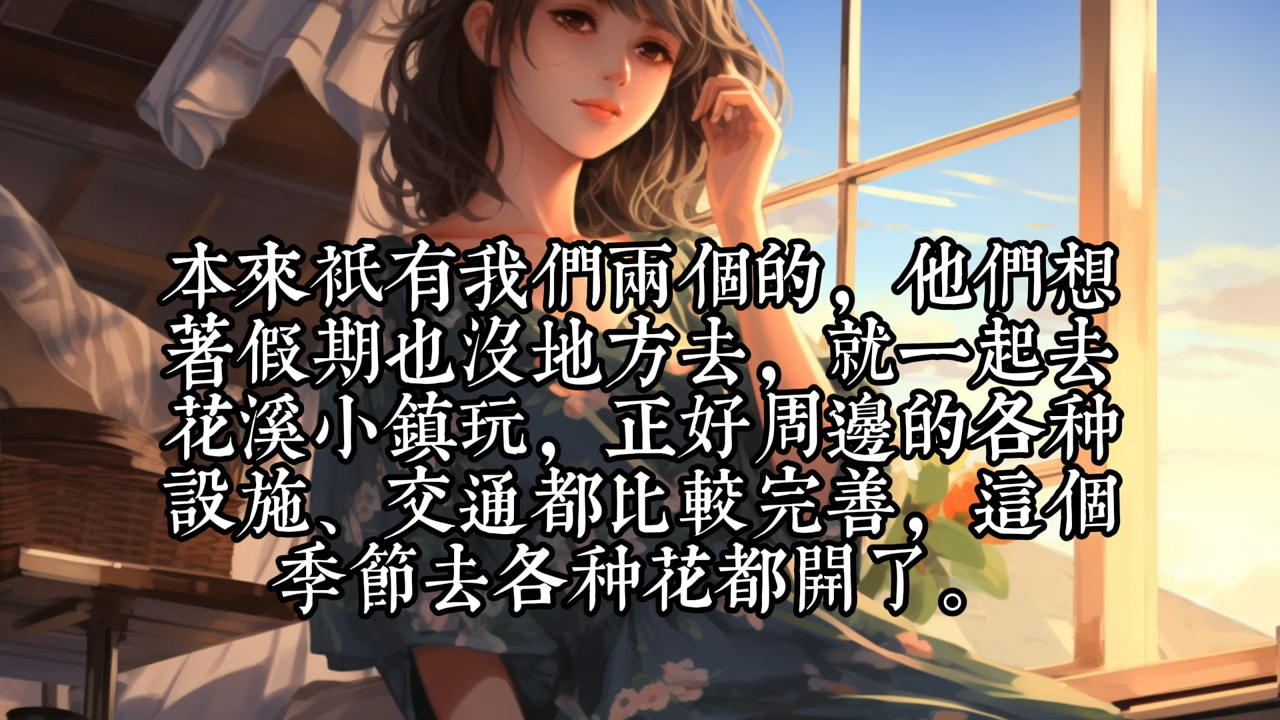 本來衹有我們兩個的，他們想
著假期也沒地方去，就一起去
花溪小鎮玩，正好周邊的各种
設施、交通都比較完善，這個
季節去各种花都開了。